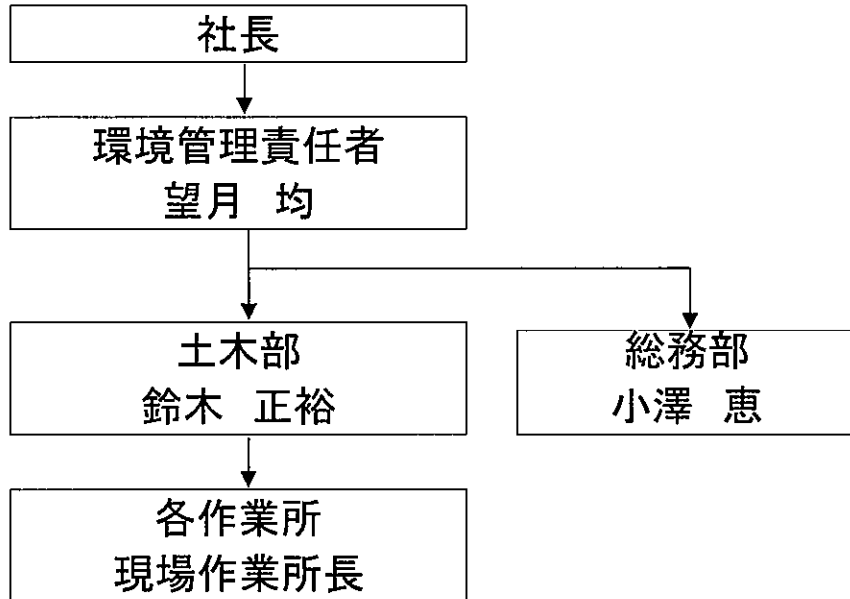 社長
環境管理責任者
望月　均
土木部
鈴木　正裕
総務部
小澤　恵
各作業所
現場作業所長